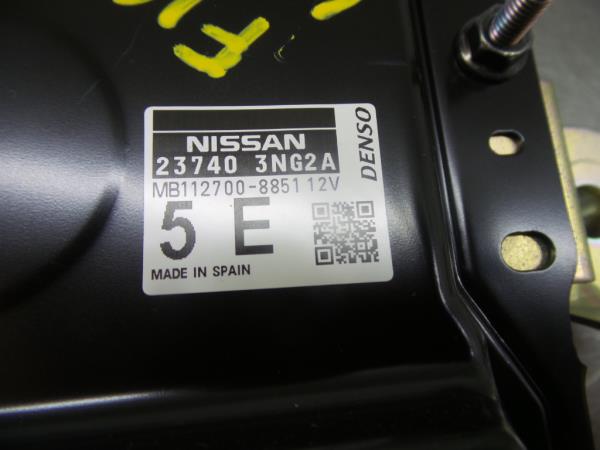 NISSAN
23740 3NG2A
MB112700-8851 12V
5 E
MADE IN SPAIN
DENSO